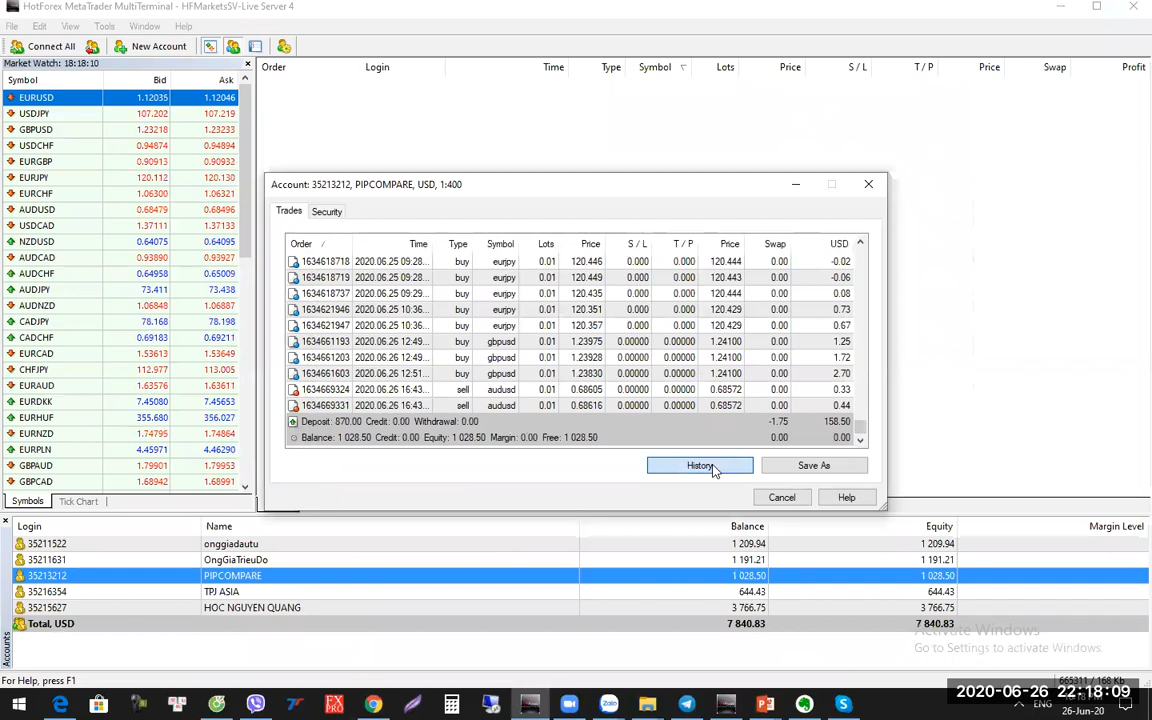 HotForex MetaTrader MultiTerminal - HFMarketsSV-Live Server 4
File Edit View Tools Window Help
Connect All New Account
Market Watch: 18:18:10
Symbol Bid Ask
EURUSD 1.12035 1.12046
USDJPY 107.202 107.219
GBPUSD 1.23218 1.23233
USDCHF 0.94874 0.94894
EURGBP 0.90913 0.90932
EURJPY 120.112 120.130
EURCHF 1.06300 1.06321
AUDUSD 0.68479 0.68496
USDCAD 1.37111 1.37133
NZDUSD 0.64075 0.64095
AUDCAD 0.93890 0.93927
AUDCHF 0.64958 0.65009
AUDJPY 73.411 73.438
AUDNZD 1.06848 1.06887
CADJPY 78.168 78.198
CADCHF 0.69183 0.69211
EURCAD 1.53613 1.53649
CHFJPY 112.977 113.005
EURAUD 1.63576 1.63611
EURDKK 7.45080 7.45653
EURHUF 355.680 356.027
EURNZD 1.74795 1.74864
EURPLN 4.45971 4.46290
GBPAUD 1.79901 1.79953
GBPCAD 1.68942 1.68991
Symbols Tick Chart
Order Login Time Type Symbol Lots Price S / L T / P Price Swap Profit
Account: 35213212, PIPCOMPARE, USD, 1:400
Trades Security
Order / Time Type Symbol Lots Price S / L T / P Price Swap USD
1634618718 2020.06.25 09:28... buy eurjpy 0.01 120.446 0.000 0.000 120.444 0.00 -0.02
1634618719 2020.06.25 09:28... buy eurjpy 0.01 120.449 0.000 0.000 120.443 0.00 -0.06
1634618737 2020.06.25 09:29... buy eurjpy 0.01 120.435 0.000 0.000 120.444 0.00 0.08
1634621946 2020.06.25 10:36... buy eurjpy 0.01 120.351 0.000 0.000 120.429 0.00 0.73
1634621947 2020.06.25 10:36... buy eurjpy 0.01 120.357 0.000 0.000 120.429 0.00 0.67
1634661193 2020.06.26 12:49... buy gbpusd 0.01 1.23975 0.00000 0.00000 1.24100 0.00 1.25
1634661203 2020.06.26 12:49... buy gbpusd 0.01 1.23928 0.00000 0.00000 1.24100 0.00 1.72
1634661603 2020.06.26 12:51... buy gbpusd 0.01 1.23830 0.00000 0.00000 1.24100 0.00 2.70
1634669324 2020.06.26 16:43... sell audusd 0.01 0.68605 0.00000 0.00000 0.68572 0.00 0.33
1634669331 2020.06.26 16:43... sell audusd 0.01 0.68616 0.00000 0.00000 0.68572 0.00 0.44
Deposit: 870.00 Credit: 0.00 Withdrawal: 0.00 -1.75 158.50
Balance: 1 028.50 Credit: 0.00 Equity: 1 028.50 Margin: 0.00 Free: 1 028.50 0.00 0.00
History Save As
Cancel Help
Login Name Balance Equity Margin Level
35211522 onggiadautu 1 209.94 1 209.94
35211631 OngGiaTrieuDo 1 191.21 1 191.21
35213212 PIPCOMPARE 1 028.50 1 028.50
35216354 TPJ ASIA 644.43 644.43
35215627 HOC NGUYEN QUANG 3 766.75 3 766.75
Total, USD 7 840.83 7 840.83
Accounts
Activate Windows
Go to Settings to activate Windows.
For Help, press F1 665311 / 168 Kb
FX PRO Zalo
2020-06-26 22:18:09
ENG 26-Jun-20